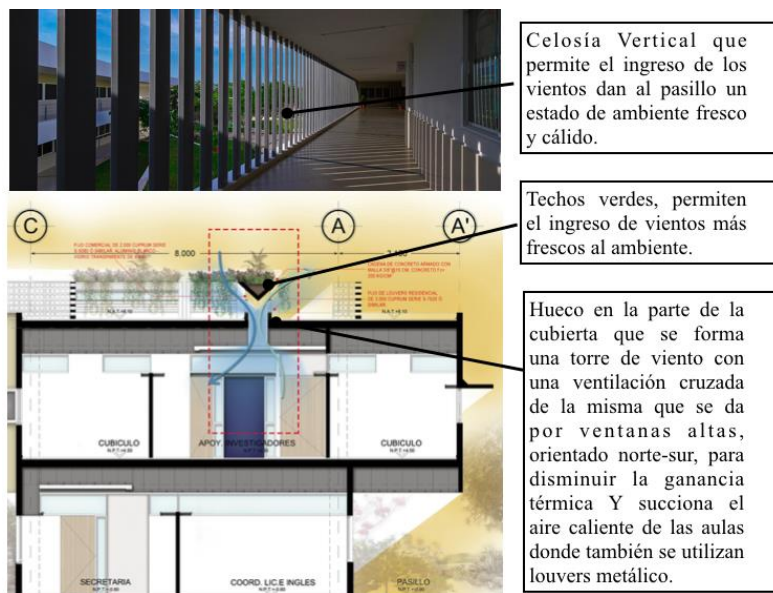 Celosía Vertical que
permite el ingreso de los
vientos dan al pasillo un
estado de ambiente fresco
y cálido.
Techos verdes, permiten
el ingreso de vientos más
frescos al ambiente.
Hueco en la parte de la
cubierta que se forma
una torre de viento con
una ventilación cruzada
de la misma que se da
por ventanas altas,
orientado norte-sur, para
disminuir la ganancia
térmica Y succiona el
aire caliente de las aulas
donde también se utilizan
louvers metálico.
C
A
A'
8.000
CUBICULO
APOY. INVESTIGADORES
CUBICULO
SECRETARIA
COORD. LIC.E INGLES
PASILLO